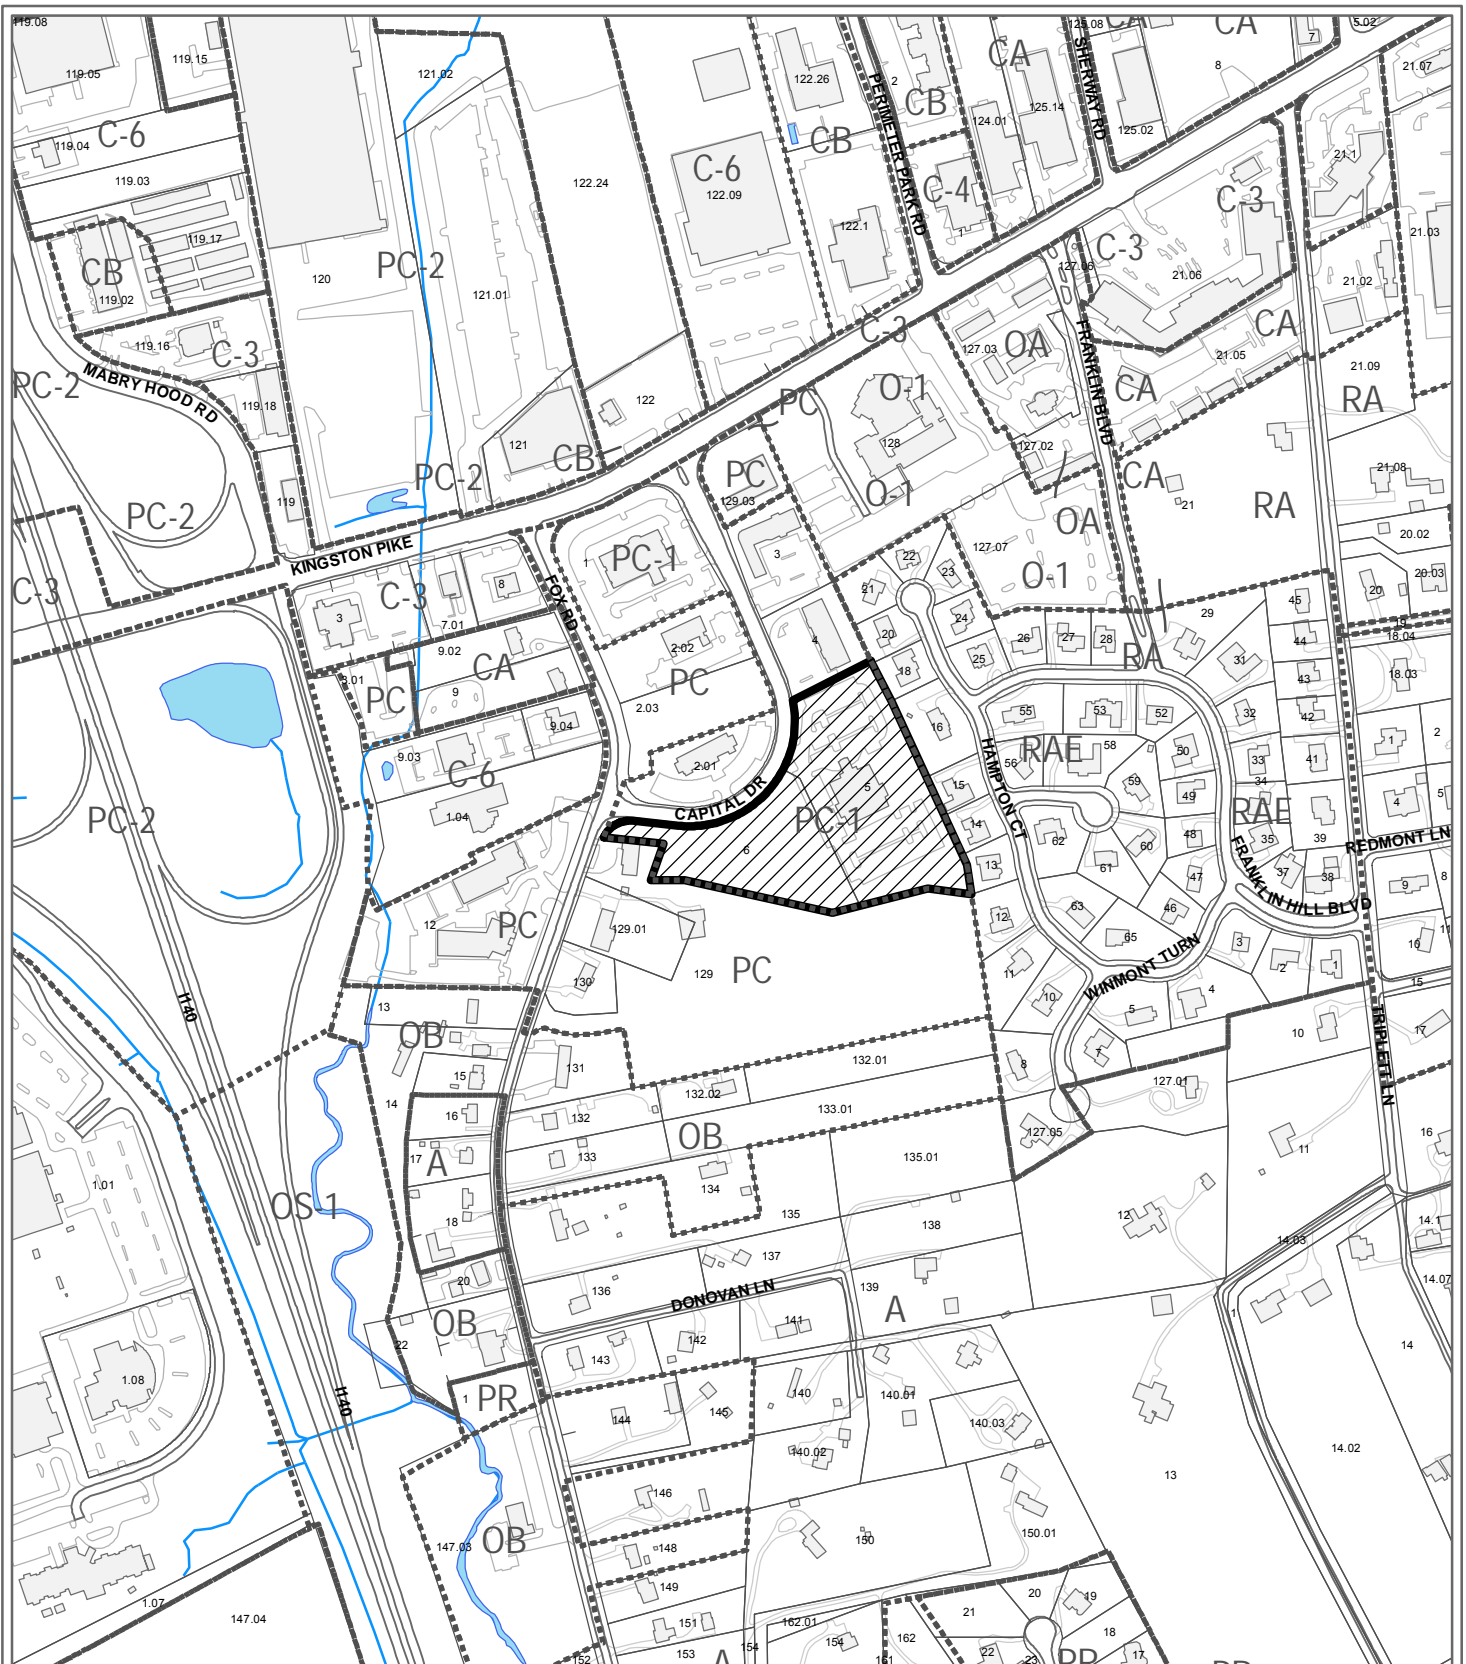 119.08
119.05
119.15
121.02
122.26
2
CB
CA
125.08
CA
CA
7
5.02
8
21.07
PERIMETER PARK RD
SHERWAY RD
C-6
119.04
119.03
122.24
C-6
122.09
CB
124.01
125.14
125.02
21.1
C-4
1
C-3
119.17
CB
119.02
120
PC-2
121.01
122.1
127.06
C-3
21.06
21.02
21.03
119.16
C-3
MABRY HOOD RD
PC-2
119.18
122
121
CB
C-3
127.03
OA
FRANKLIN BLVD
CA
21.05
CA
21.09
RA
PC
O-1
128
127.02
119
PC-2
PC-2
PC
129.03
O-1
CA
21
RA
21.08
OA
20.02
KINGSTON PIKE
C-3
1
PC-1
3
127.07
O-1
22
23
21
20
20.03
3
C-3
7.01
8
FOX RD
9.02
CA
9
3.01
PC
2.02
PC
2.03
4
20
18
24
25
26
27
28
RA
29
31
45
44
43
42
19
18.04
18.03
9.03
9.04
C-6
1.04
2.01
CAPITAL DR
PC-1
5
6
16
15
14
13
HAMPTON CT
55
53
52
RAE
56
58
59
50
49
48
47
46
60
61
62
63
65
32
33
34
RAE
35
37
38
39
41
1
2
4
5
REDMONT LN
FRANKLIN HILL BLVD
9
8
PC-2
12
PC
129.01
129
PC
130
12
11
10
WINMONT TURN
3
2
1
4
5
7
8
10
11
15
17
I140
13
OB
15
14
16
17
A
18
131
132
132.02
132.01
133
133.01
OB
134
135
135.01
127.05
127.01
10
11
TRIPLETT LN
16
1.01
OS-1
20
OB
22
136
137
138
DONOVAN LN
139
A
12
14.03
14.1
14.07
1
14
1.08
I140
1
PR
143
142
141
144
145
140
140.01
140.02
140.03
13
14.02
146
147.03
OB
148
149
150
150.01
1.07
147.04
151
152
153
154
162.01
154
162
161
A
21
20
19
18
17
22
23
PR
PR